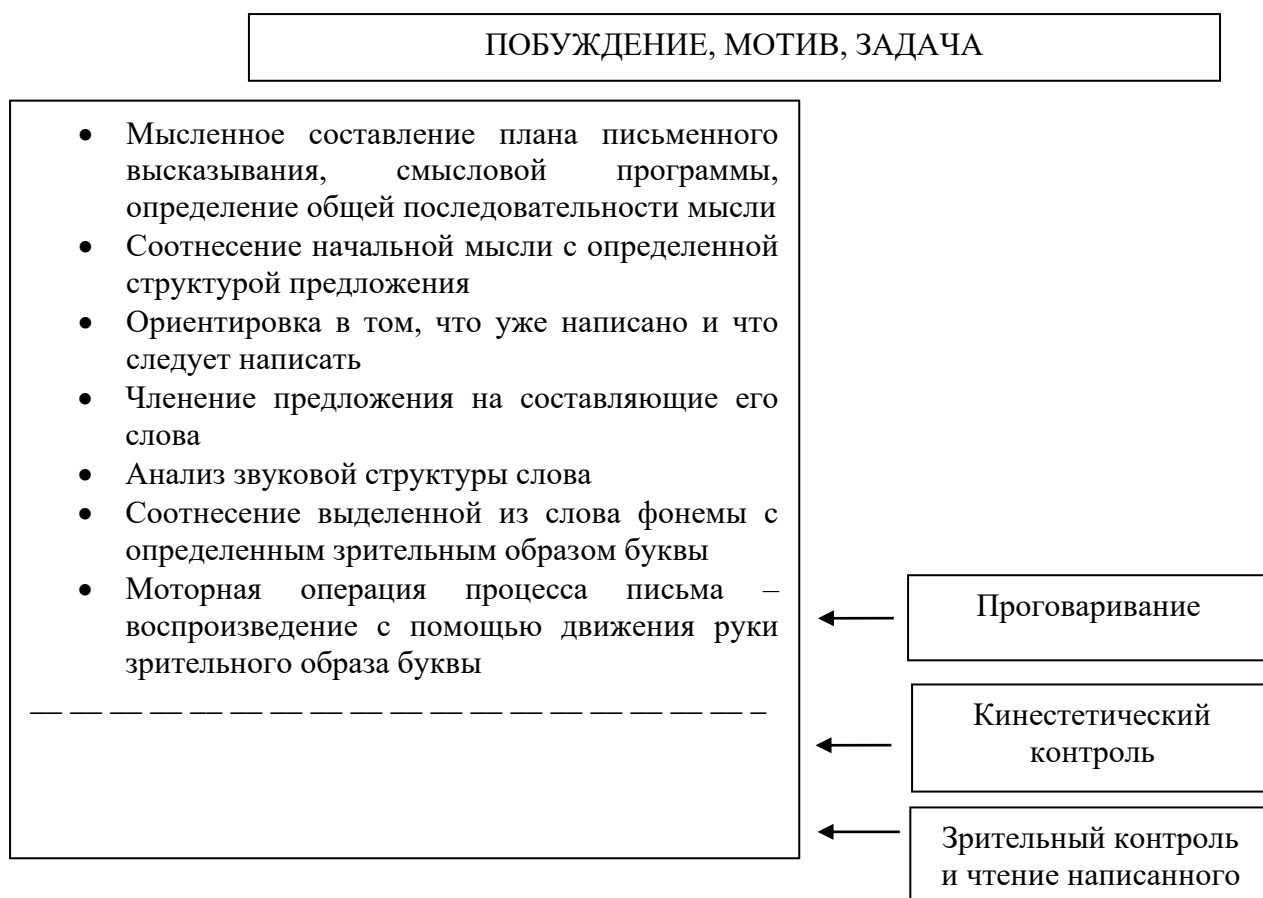 ПОБУЖДЕНИЕ, МОТИВ, ЗАДАЧА
• Мысленное составление плана письменного
высказывания, смысловой программы,
определение общей последовательности мысли
• Соотнесение начальной мысли с определенной
структурой предложения
• Ориентировка в том, что уже написано и что
следует написать
• Членение предложения на составляющие его
слова
• Анализ звуковой структуры слова
• Соотнесение выделенной из слова фонемы с
определенным зрительным образом буквы
• Моторная операция процесса письма –
воспроизведение с помощью движения руки
зрительного образа буквы
Проговаривание
Кинестетический
контроль
Зрительный контроль
и чтение написанного